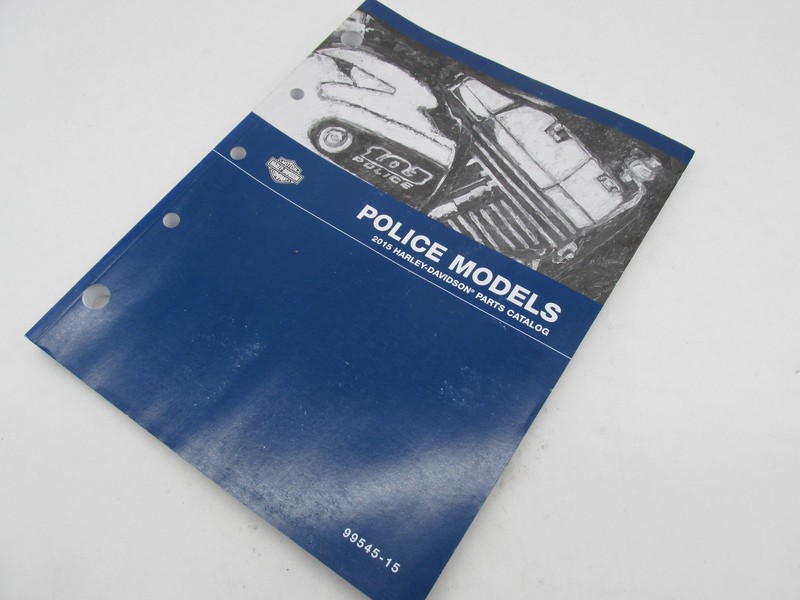 103
POLICE
POLICE MODELS
2015 HARLEY-DAVIDSON® PARTS CATALOG
99545-15